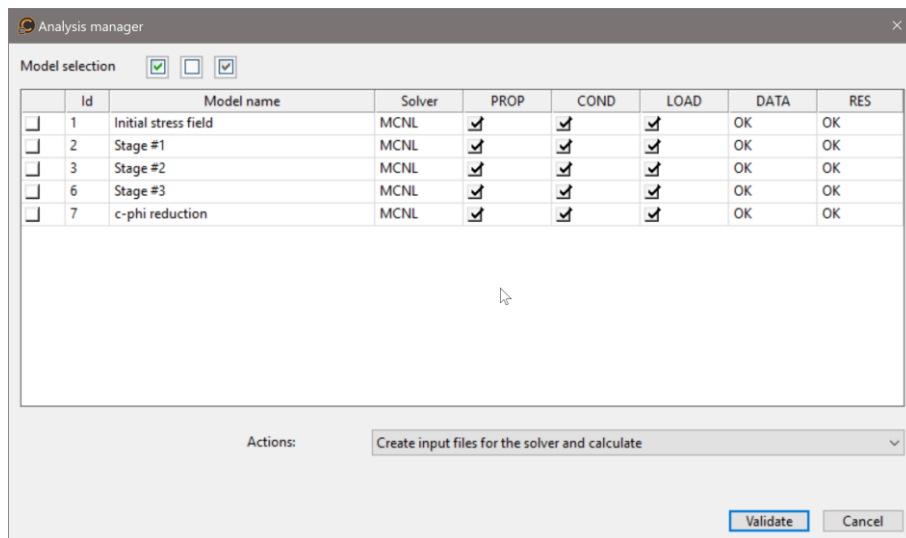 Analysis manager
Model selection
Id Model name Solver PROP COND LOAD DATA RES
1 Initial stress field MCNL OK OK
2 Stage #1 MCNL OK OK
3 Stage #2 MCNL OK OK
6 Stage #3 MCNL OK OK
7 c-phi reduction MCNL OK OK
Actions: Create input files for the solver and calculate
Validate Cancel